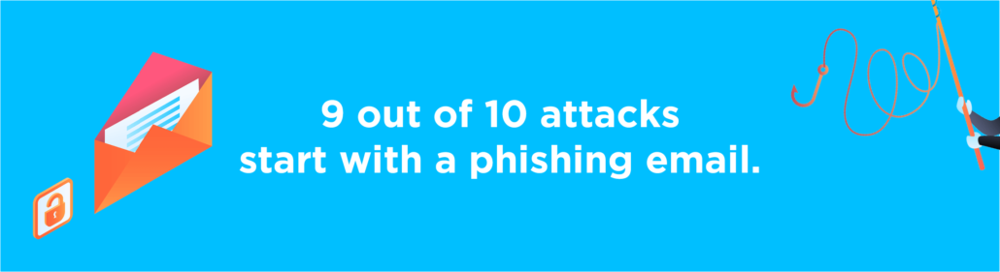 9 out of 10 attacks
start with a phishing email.